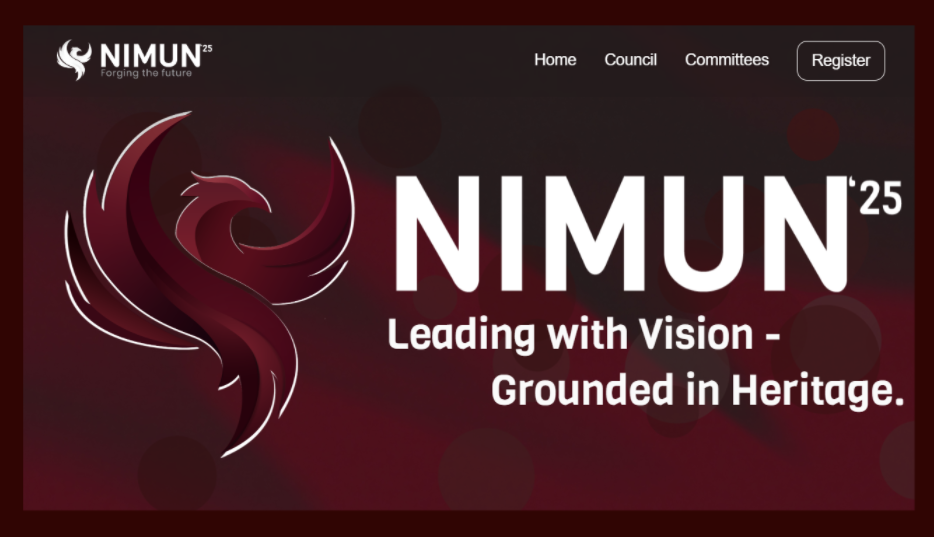 NIMUN'25
Forging the future
Home Council Committees Register
NIMUN'25
Leading with Vision -
Grounded in Heritage.